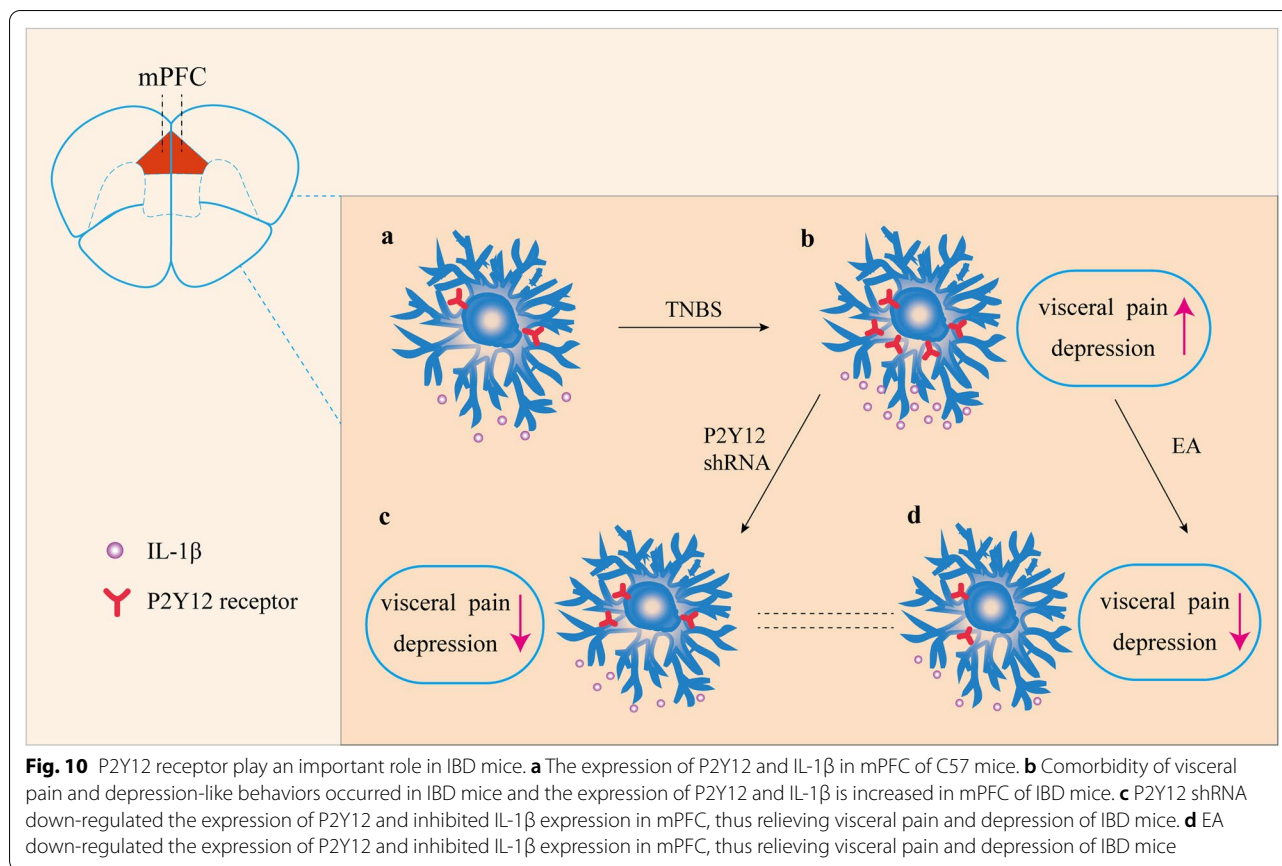 mPFC
a
b
TNBS
visceral pain
depression
P2Y12
shRNA
EA
c
d
IL-1β
P2Y12 receptor
visceral pain
depression
visceral pain
depression
Fig. 10 P2Y12 receptor play an important role in IBD mice. a The expression of P2Y12 and IL-1β in mPFC of C57 mice. b Comorbidity of visceral
pain and depression-like behaviors occurred in IBD mice and the expression of P2Y12 and IL-1β is increased in mPFC of IBD mice. c P2Y12 shRNA
down-regulated the expression of P2Y12 and inhibited IL-1β expression in mPFC, thus relieving visceral pain and depression of IBD mice. d EA
down-regulated the expression of P2Y12 and inhibited IL-1β expression in mPFC, thus relieving visceral pain and depression of IBD mice